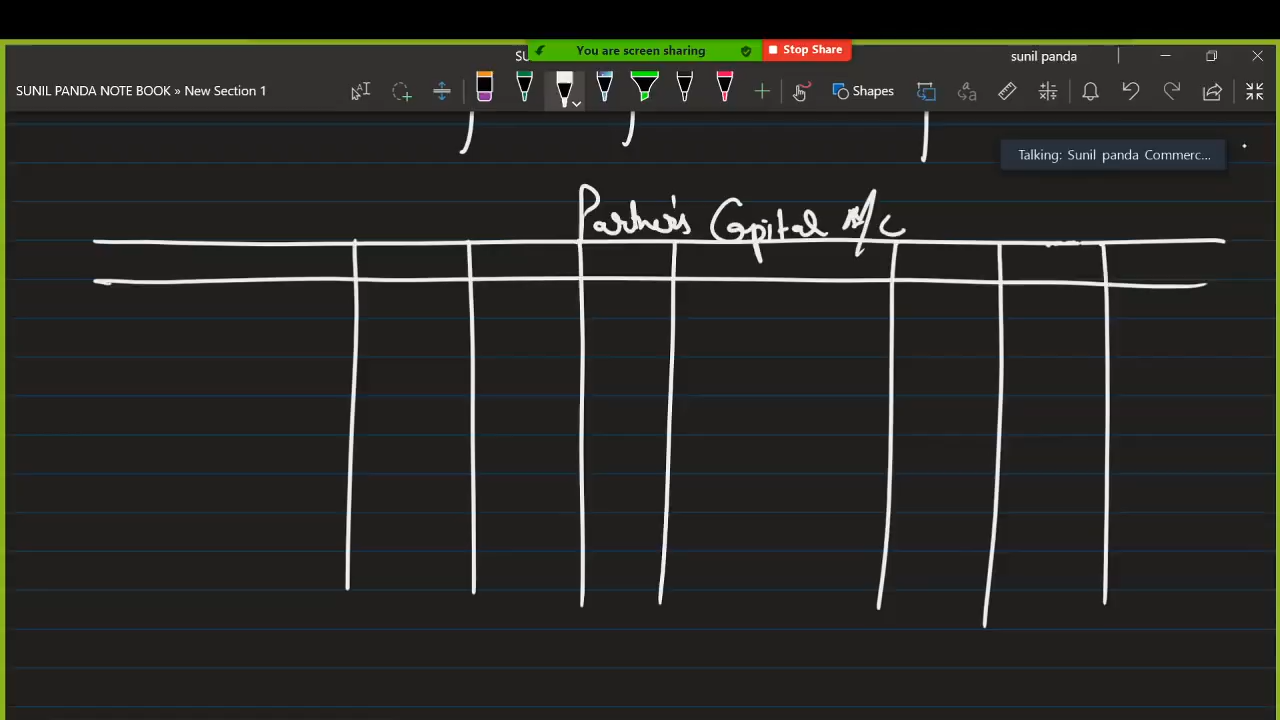 SU
You are screen sharing
Stop Share
sunil panda
SUNIL PANDA NOTE BOOK » New Section 1
Shapes
Talking: Sunil panda Commerc...
Partner's Capital A/c